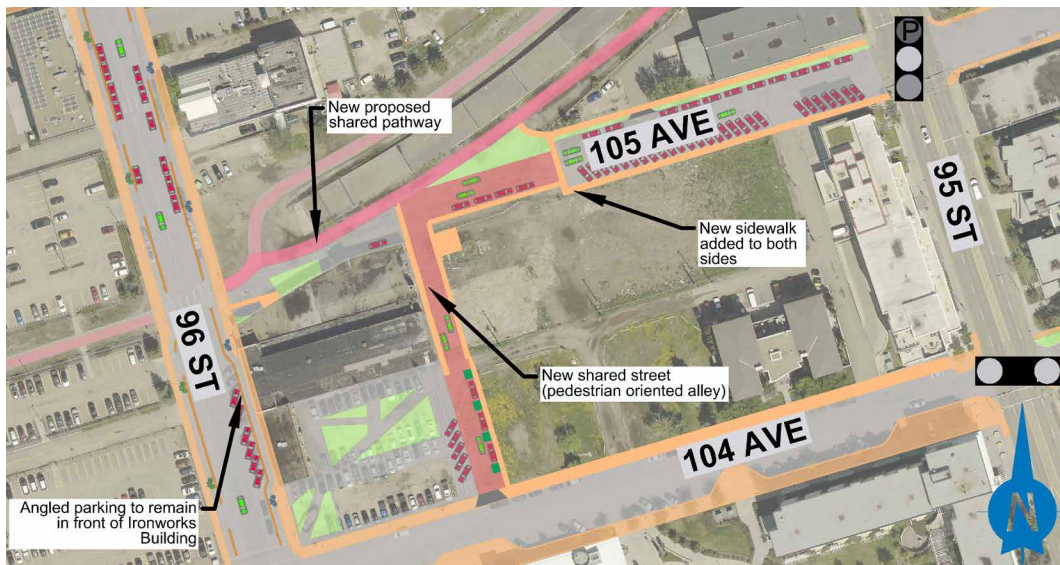 P
New proposed
shared pathway
105 AVE
95 ST
New sidewalk
added to both
sides
96 ST
New shared street
(pedestrian oriented alley)
104 AVE
Angled parking to remain
in front of Ironworks
Building
N